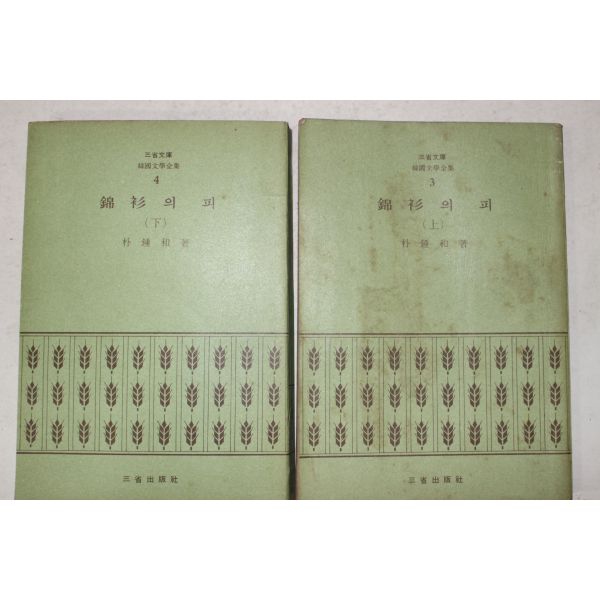 三省文庫
韓國文學全集
4
錦衫의 피
(下)
朴鍾和 著
三省出版社
三省文庫
韓國文學全集
3
錦衫의 피
(上)
朴鍾和 著
三省出版社